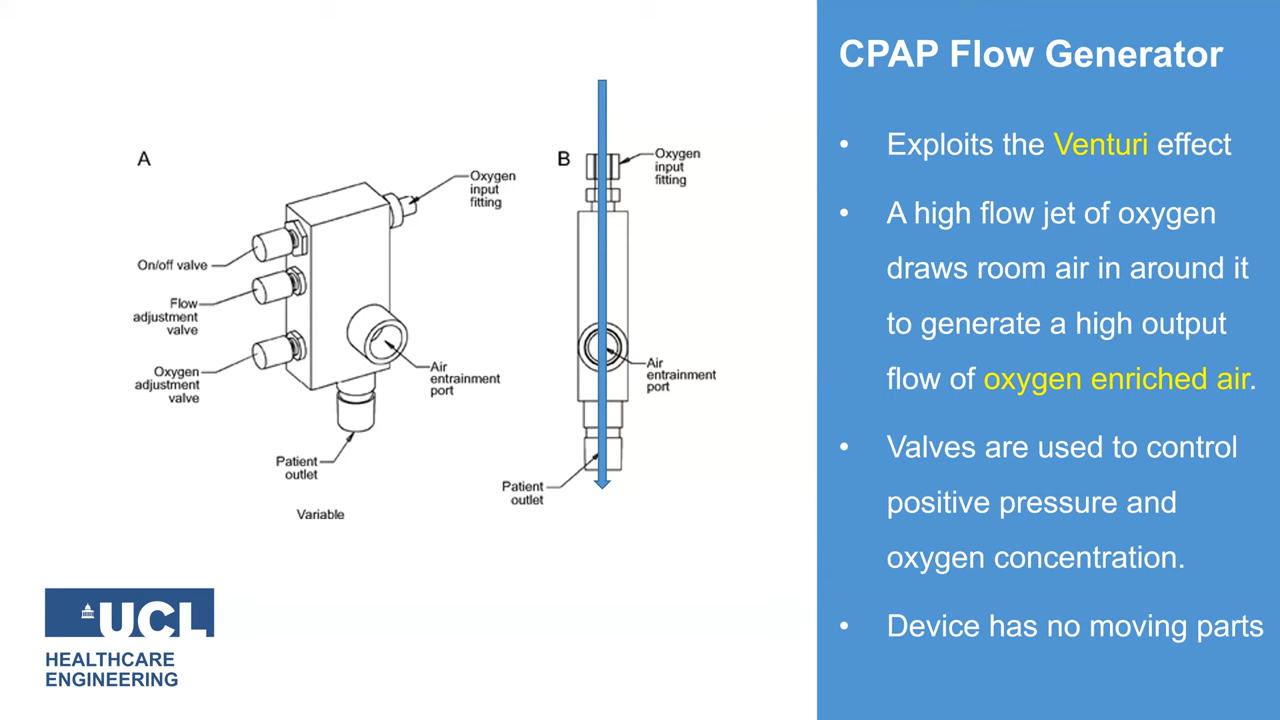 CPAP Flow Generator
• Exploits the Venturi effect
• A high flow jet of oxygen
draws room air in around it
to generate a high output
flow of oxygen enriched air.
• Valves are used to control
positive pressure and
oxygen concentration.
• Device has no moving parts
A
Oxygen
input
fitting
On/off valve
Flow
adjustment
valve
Oxygen
adjustment
valve
Air
entrainment
port
Patient
outlet
Variable
B
Oxygen
input
fitting
Air
entrainment
port
Patient
outlet
UCL
HEALTHCARE
ENGINEERING